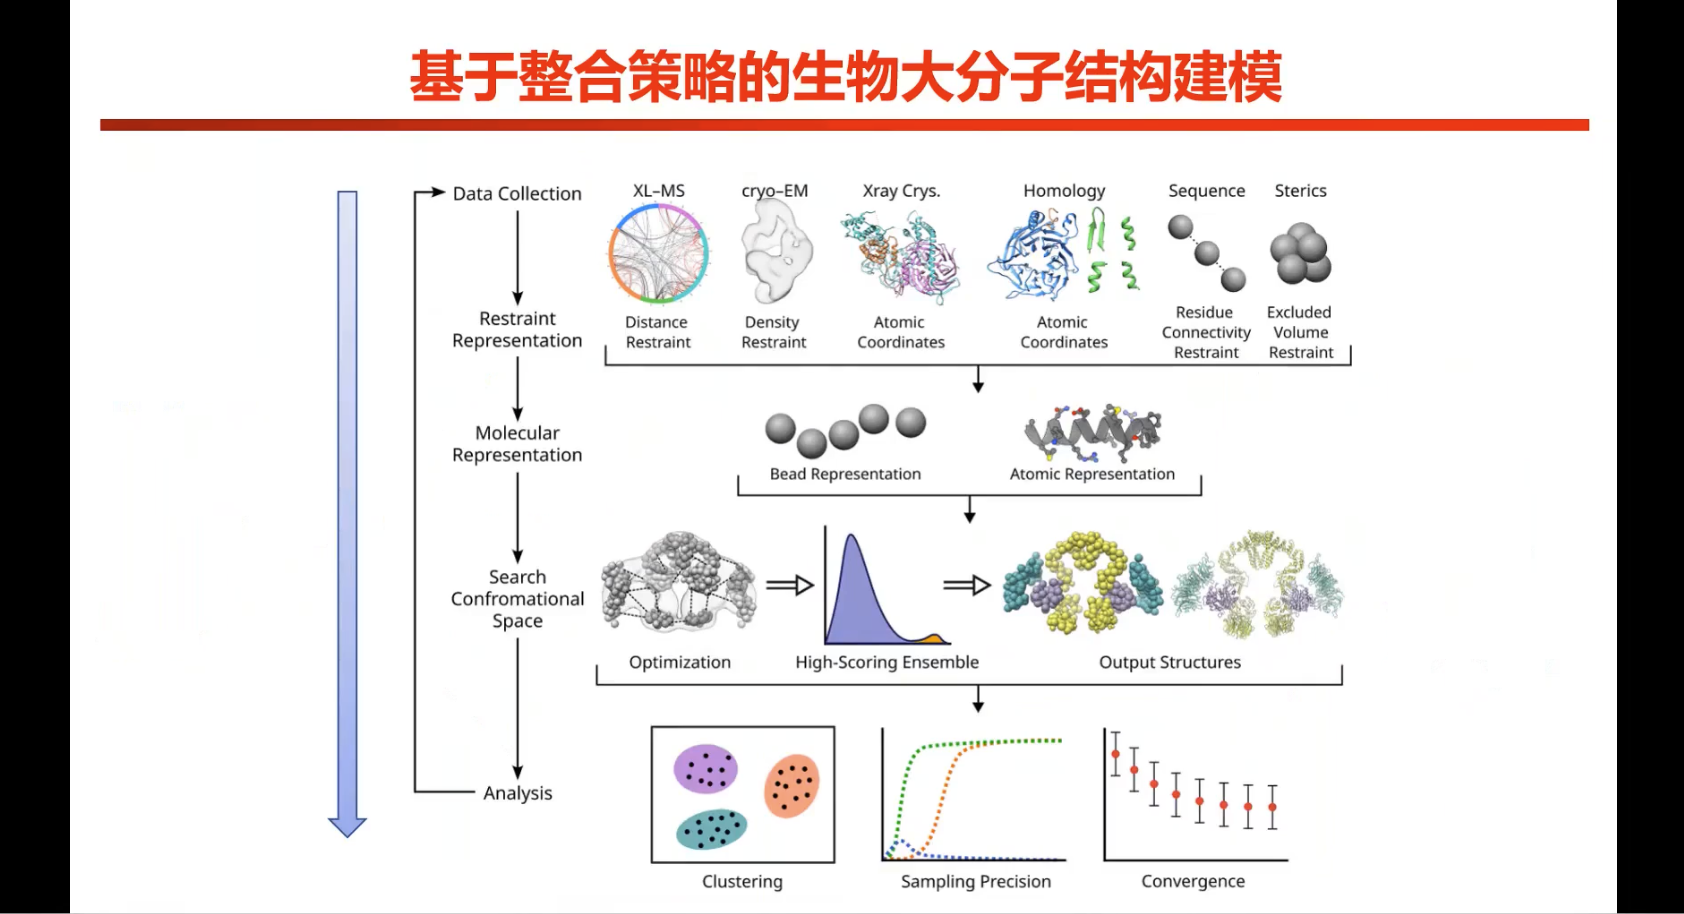 基于整合策略的生物大分子结构建模
Data Collection
XL–MS
cryo–EM
Xray Crys.
Homology
Sequence
Sterics
Restraint
Representation
Distance
Restraint
Density
Restraint
Atomic
Coordinates
Atomic
Coordinates
Residue
Connectivity
Restraint
Excluded
Volume
Restraint
Molecular
Representation
Bead Representation
Atomic Representation
Search
Confromational
Space
Optimization
High-Scoring Ensemble
Output Structures
Analysis
Clustering
Sampling Precision
Convergence